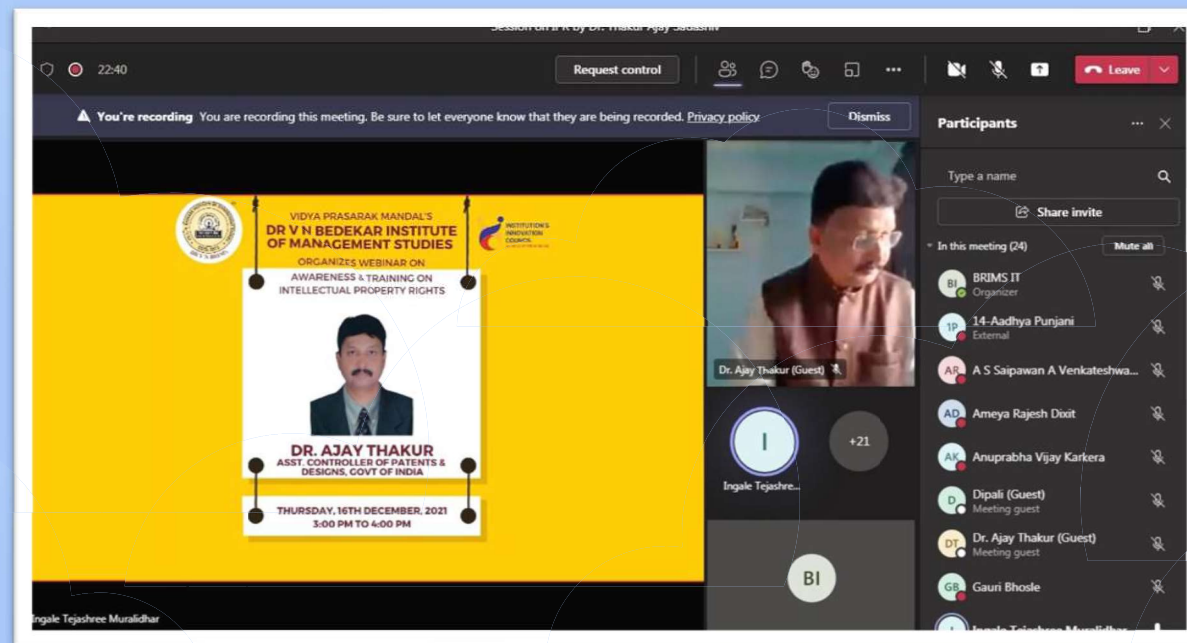 Session on IPR by Dr. Thakur Ajay Sadashiv
22:40
Request control
Leave
You're recording You are recording this meeting. Be sure to let everyone know that they are being recorded. Privacy policy
Dismiss
VIDYA PRASARAK MANDAL'S
DR V N BEDEKAR INSTITUTE
OF MANAGEMENT STUDIES
INSTITUTION'S
INNOVATION
COUNCIL
ORGANIZES WEBINAR ON
AWARENESS & TRAINING ON
INTELLECTUAL PROPERTY RIGHTS
DR. AJAY THAKUR
ASST. CONTROLLER OF PATENTS &
DESIGNS, GOVT OF INDIA
THURSDAY, 16TH DECEMBER, 2021
3:00 PM TO 4:00 PM
Ingale Tejashree Muralidhar
Dr. Ajay Thakur (Guest)
I
+21
Ingale Tejashre...
BI
Participants
Type a name
Share invite
In this meeting (24)
Mute all
BI
BRIMS IT
Organizer
1P
14-Aadhya Punjani
External
AR
A S Saipawan A Venkateshwa...
AD
Ameya Rajesh Dixit
AK
Anuprabha Vijay Karkera
D
Dipali (Guest)
Meeting guest
DT
Dr. Ajay Thakur (Guest)
Meeting guest
GB
Gauri Bhosle
Ingale Tejashree Muralidhar